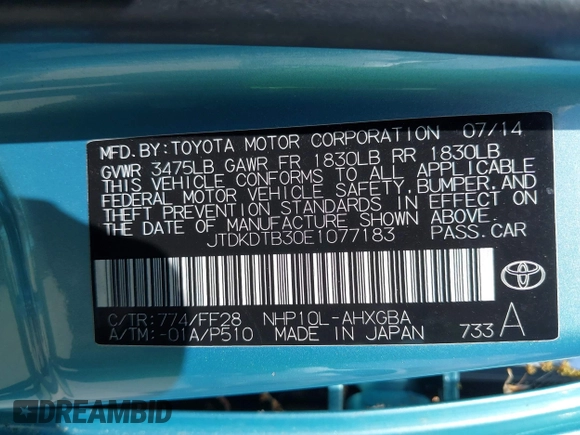 MFD.BY:TOYOTA MOTOR CORPORATION 07/14
GVWR 3475LB GAWR FR 1830LB RR 1830LB
THIS VEHICLE CONFORMS TO ALL APPLICABLE
FEDERAL MOTOR VEHICLE SAFETY, BUMPER, AND
THEFT PREVENTION STANDARDS IN EFFECT ON
THE DATE OF MANUFACTURE SHOWN ABOVE.
JTDKDTB30E1077183 PASS.CAR
C/TR: 774/FF28 NHP10L-AHXGBA
A/TM: -01A/P510 MADE IN JAPAN 733 A
TOYOTA
DREAMBID